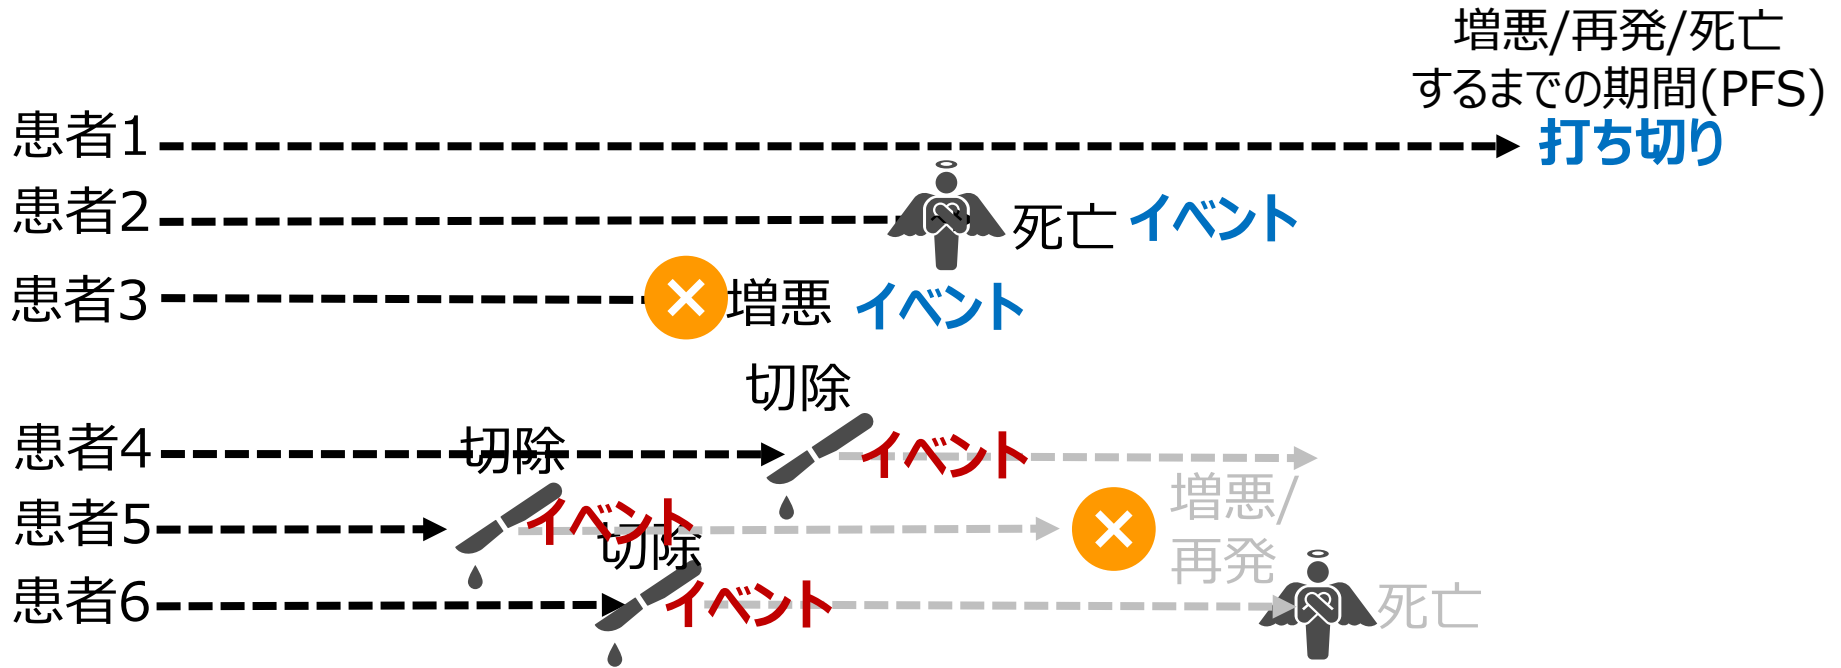 増悪/再発/死亡
するまでの期間(PFS)
患者1
打ち切り
患者2
死亡
イベント
患者3
増悪
イベント
切除
患者4
イベント
切除
増悪/
再発
患者5
イベント
切除
患者6
イベント
死亡